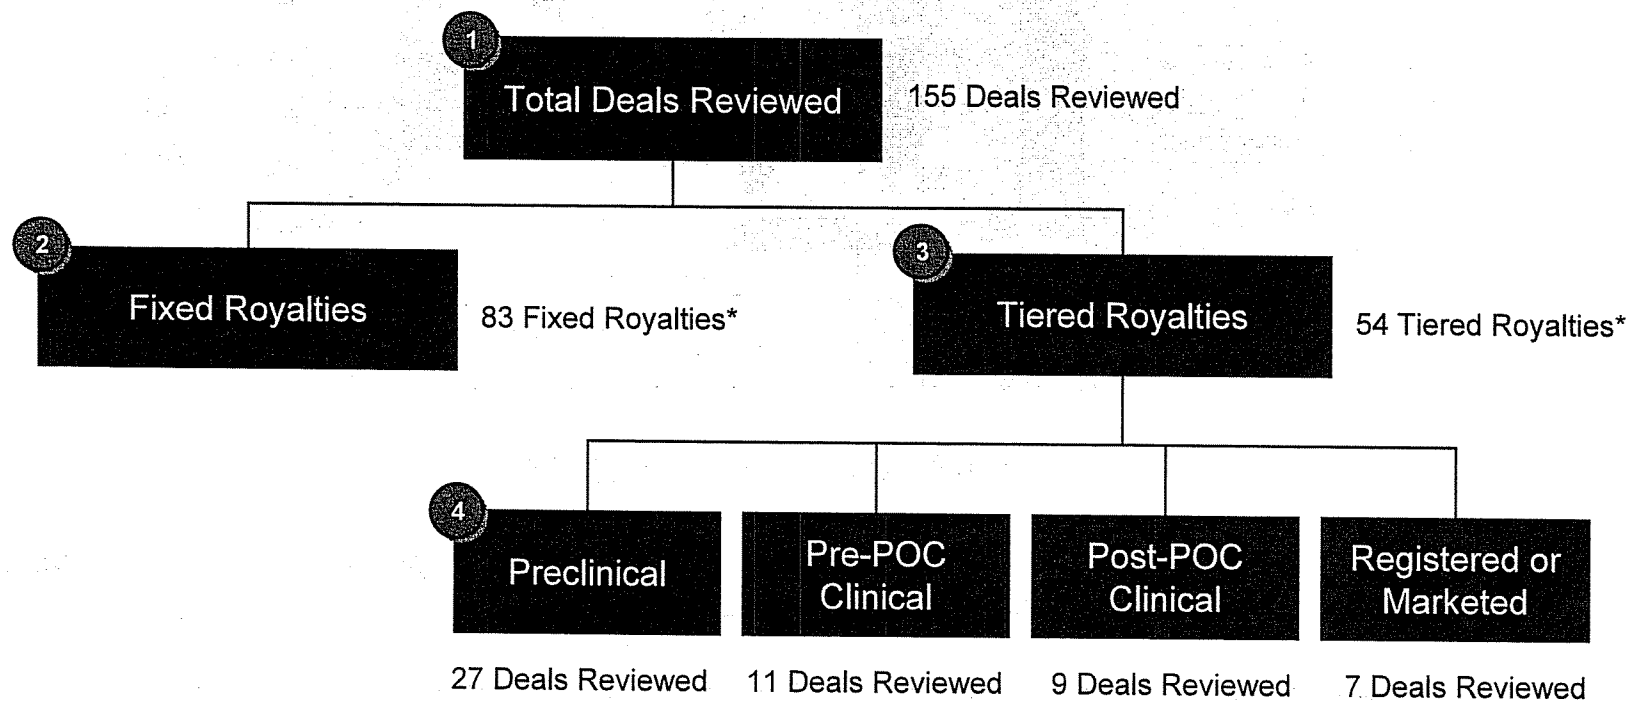 1
Total Deals Reviewed
155 Deals Reviewed
2
Fixed Royalties
83 Fixed Royalties*
3
Tiered Royalties
54 Tiered Royalties*
4
Preclinical
Pre-POC
Clinical
Post-POC
Clinical
Registered or
Marketed
27 Deals Reviewed
11 Deals Reviewed
9 Deals Reviewed
7 Deals Reviewed